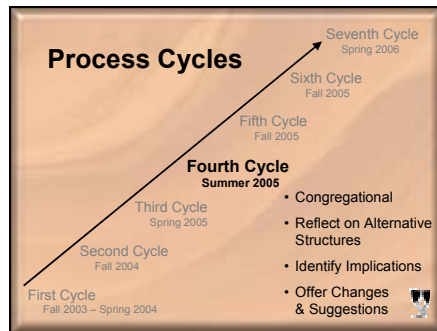 Process Cycles
Seventh Cycle
Spring 2006
Sixth Cycle
Fall 2005
Fifth Cycle
Fall 2005
Fourth Cycle
Summer 2005
Third Cycle
Spring 2005
Second Cycle
Fall 2004
First Cycle
Fall 2003 – Spring 2004
• Congregational
• Reflect on Alternative
Structures
• Identify Implications
• Offer Changes
& Suggestions